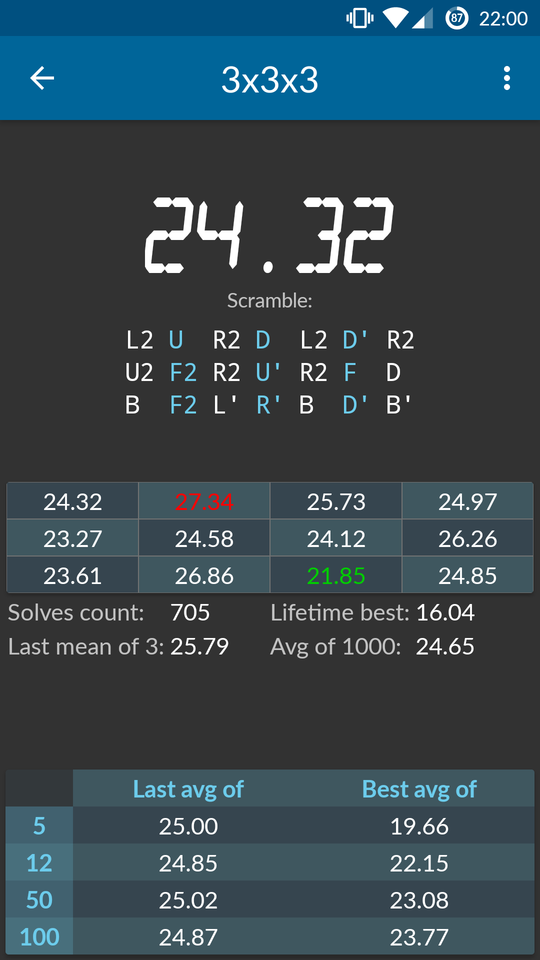 87 22:00
3x3x3
24.32
Scramble:
L2 U R2 D L2 D' R2
U2 F2 R2 U' R2 F D
B F2 L' R' B D' B'
24.32 27.34 25.73 24.97
23.27 24.58 24.12 26.26
23.61 26.86 21.85 24.85
Solves count: 705 Lifetime best: 16.04
Last mean of 3: 25.79 Avg of 1000: 24.65
Last avg of Best avg of
5 25.00 19.66
12 24.85 22.15
50 25.02 23.08
100 24.87 23.77